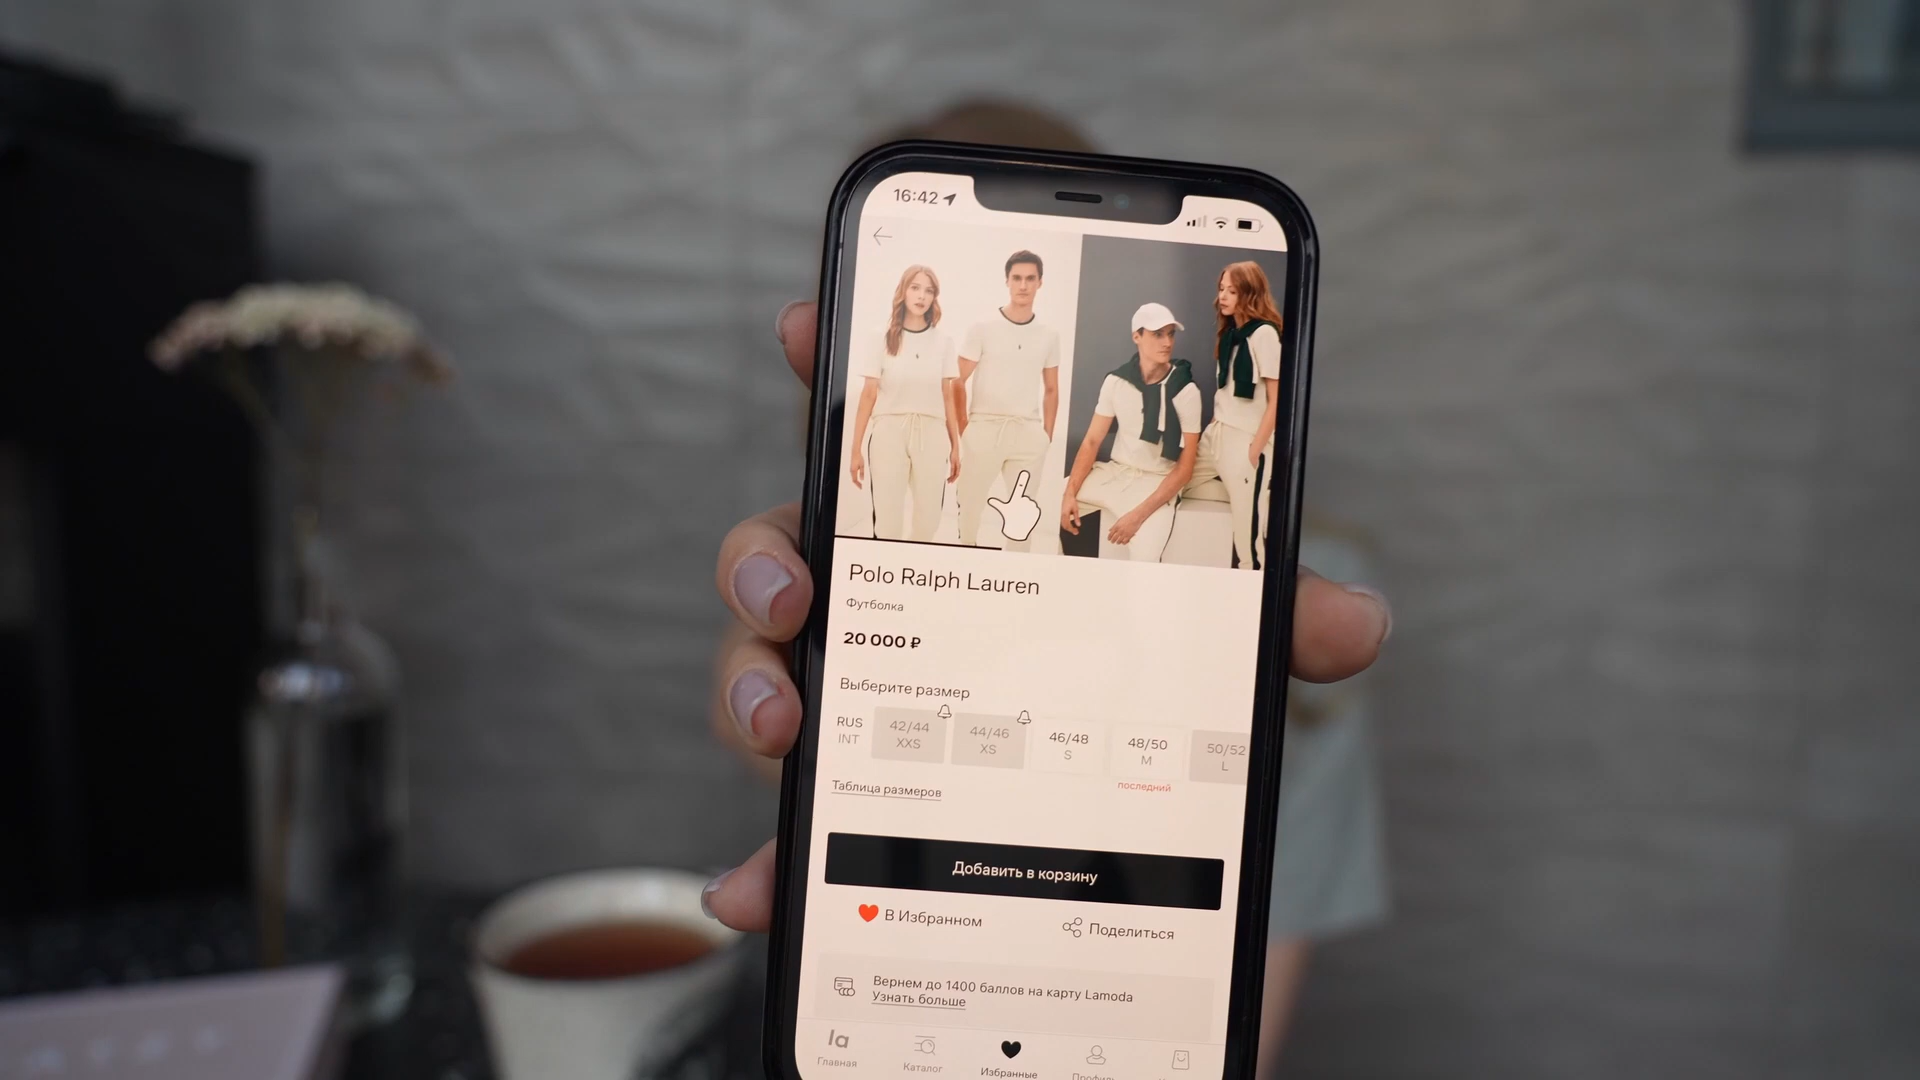 16:42
Polo Ralph Lauren
Футболка
20 000 ₽
Выберите размер
RUS 42/44 44/46 46/48 48/50 50/52
INT XXS XS S M L
последний
Таблица размеров
Добавить в корзину
В Избранном Поделиться
Вернем до 1400 баллов на карту Lamoda
Узнать больше
la
Главная Каталог Избранные